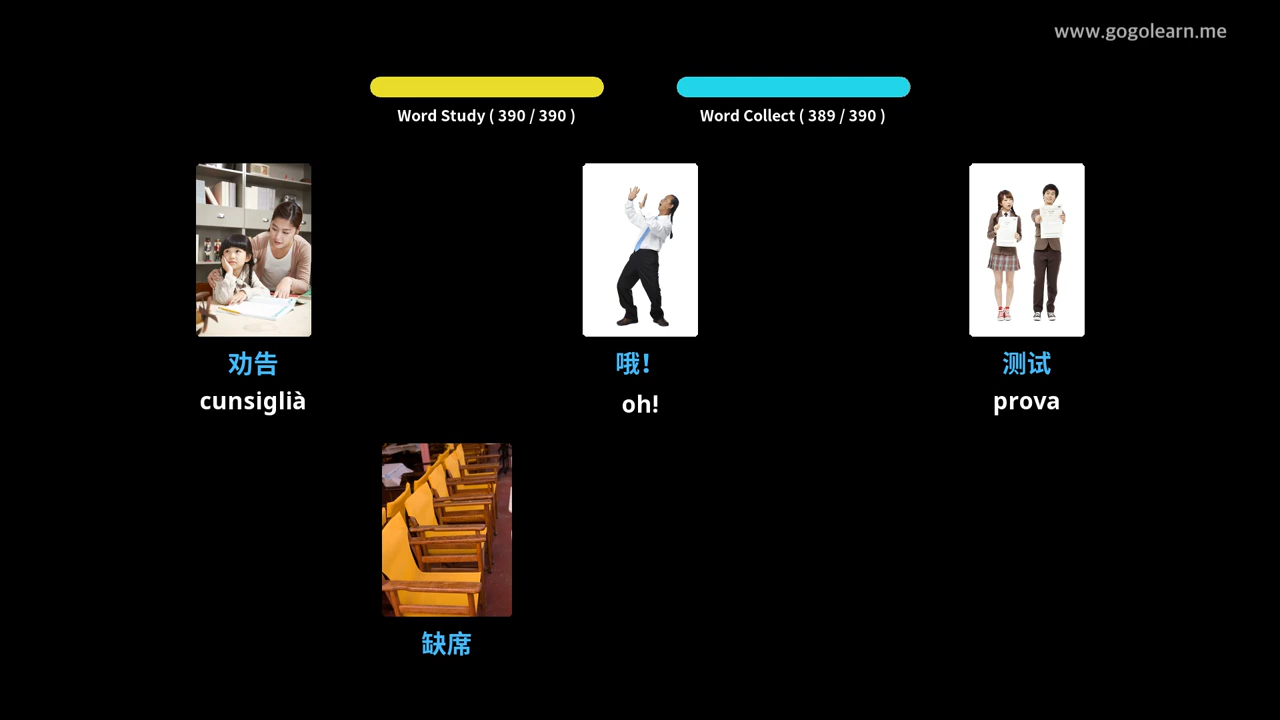 www.gogolearn.me
Word Study ( 390 / 390 )
Word Collect ( 389 / 390 )
劝告
cunsiglià
哦!
oh!
测试
prova
缺席